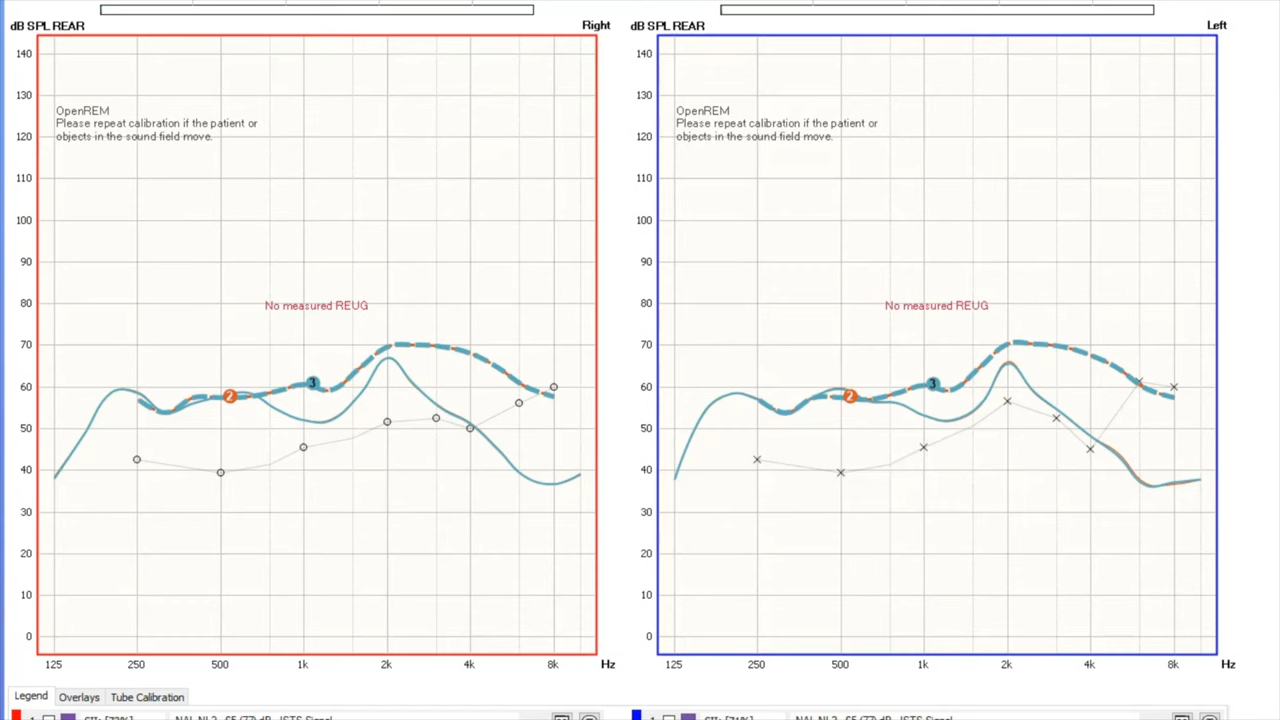 dB SPL REAR Right
140
130
OpenREM
Please repeat calibration if the patient or
objects in the sound field move.
120
110
100
90
80
No measured REUG
70
60
50
40
30
20
10
0
2
3
125 250 500 1k 2k 4k 8k Hz
dB SPL REAR Left
140
130
OpenREM
Please repeat calibration if the patient or
objects in the sound field move.
120
110
100
90
80
No measured REUG
70
60
50
40
30
20
10
0
2
3
125 250 500 1k 2k 4k 8k Hz
Legend Overlays Tube Calibration